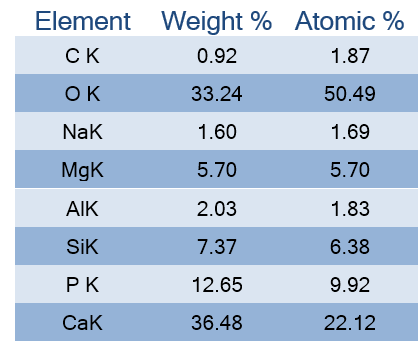 Element Weight % Atomic %
C K 0.92 1.87
O K 33.24 50.49
NaK 1.60 1.69
MgK 5.70 5.70
AlK 2.03 1.83
SiK 7.37 6.38
P K 12.65 9.92
CaK 36.48 22.12